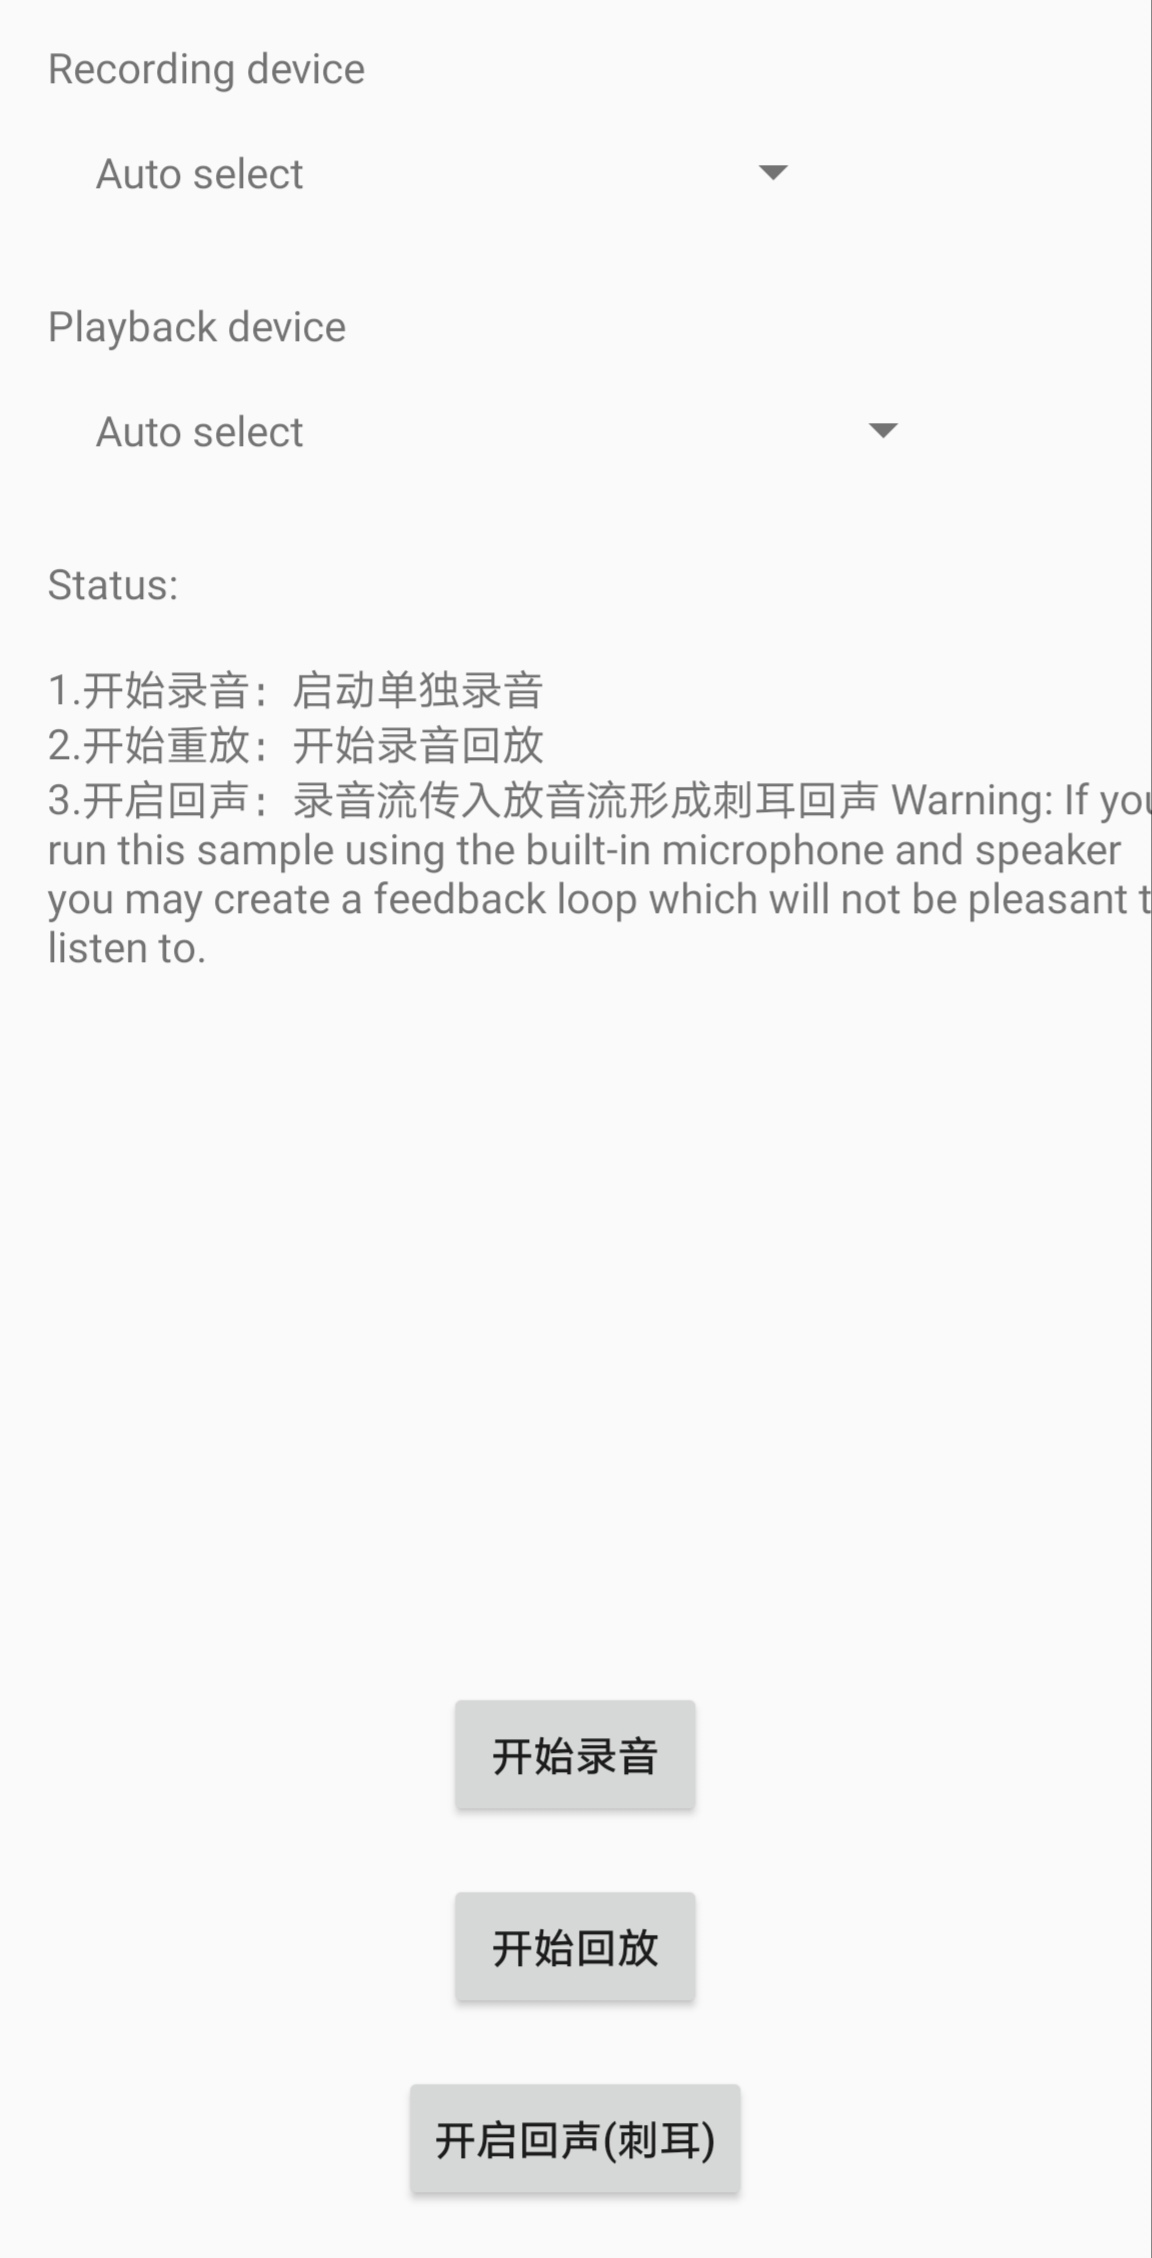 Recording device
Auto select
Playback device
Auto select
Status:
1.开始录音：启动单独录音
2.开始重放：开始录音回放
3.开启回声：录音流传入放音流形成刺耳回声 Warning: If you
run this sample using the built-in microphone and speaker
you may create a feedback loop which will not be pleasant t
listen to.
开始录音
开始回放
开启回声(刺耳)